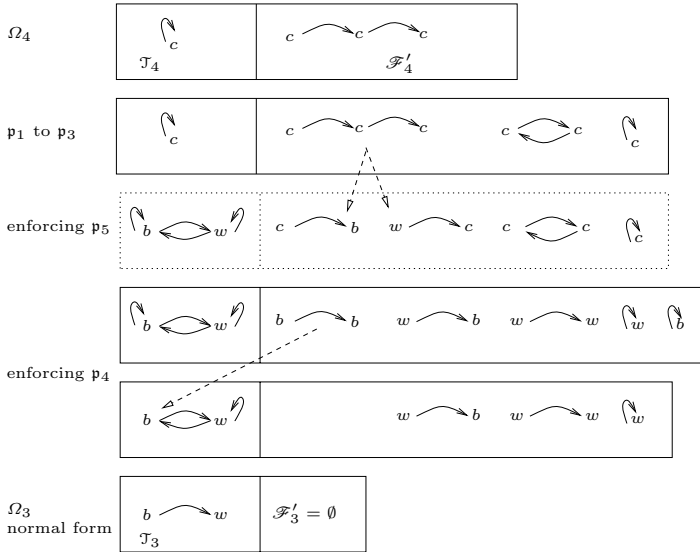 Ω₄ c c c c
𝒯₄ ℱ′₄
𝔭₁ to 𝔭₃ c c c c c c c
enforcing 𝔭₅ b w c b w c c c c
b w b b w b w w w b
enforcing 𝔭₄
b w w b w w w
Ω₃ b w ℱ′₃ = ∅
normal form
𝒯₃